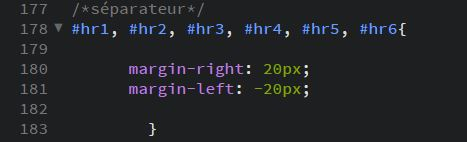 177 /*séparateur*/
178 ▼ #hr1, #hr2, #hr3, #hr4, #hr5, #hr6{
179
180 margin-right: 20px;
181 margin-left: -20px;
182
183 }